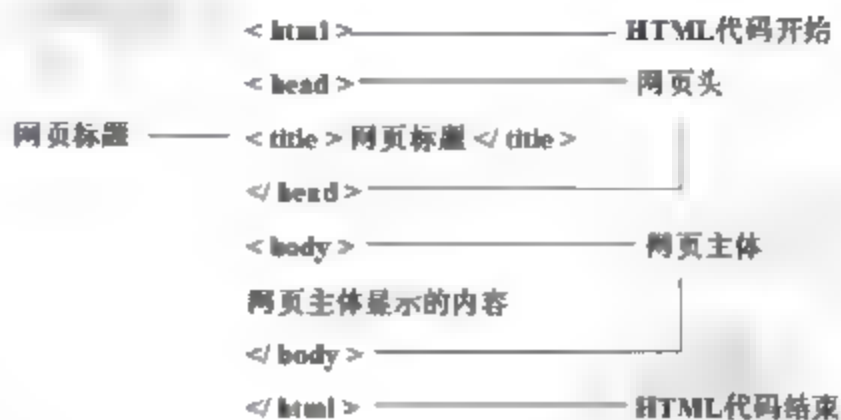 <html> HTML代码开始
<head> 网页头
网页标题 <title>网页标题</title>
</head>
<body> 网页主体
网页主体显示的内容
</body>
</html> HTML代码结束